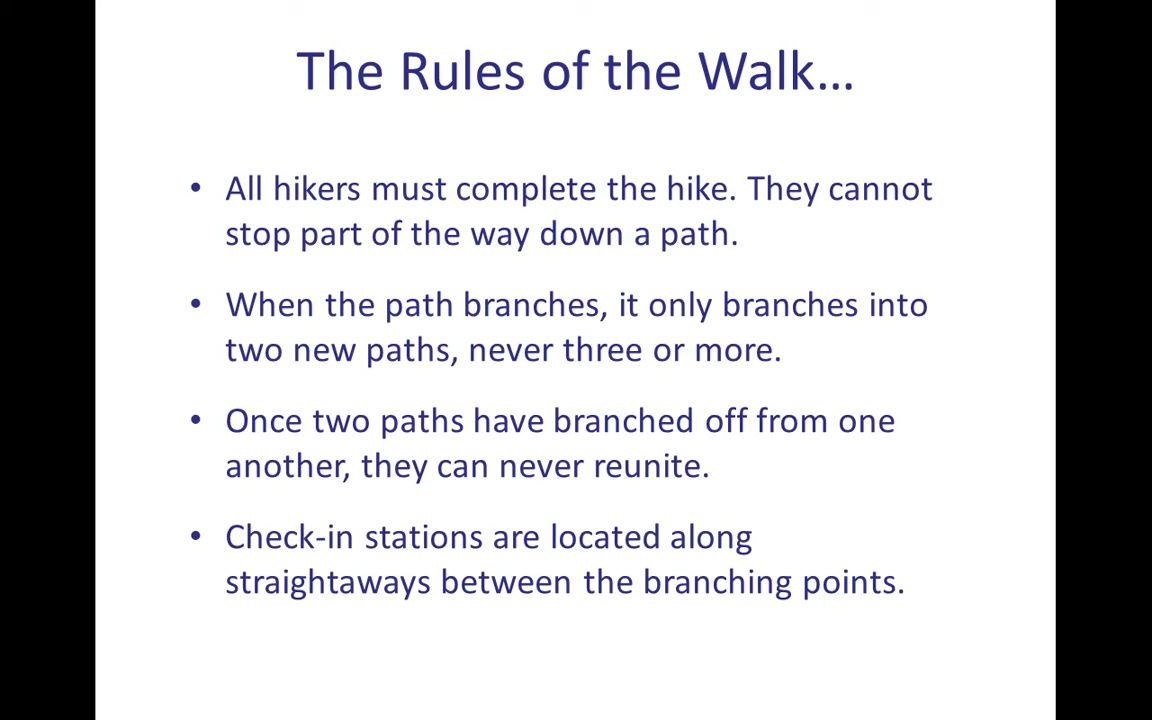 The Rules of the Walk...
• All hikers must complete the hike. They cannot
stop part of the way down a path.
• When the path branches, it only branches into
two new paths, never three or more.
• Once two paths have branched off from one
another, they can never reunite.
• Check-in stations are located along
straightaways between the branching points.